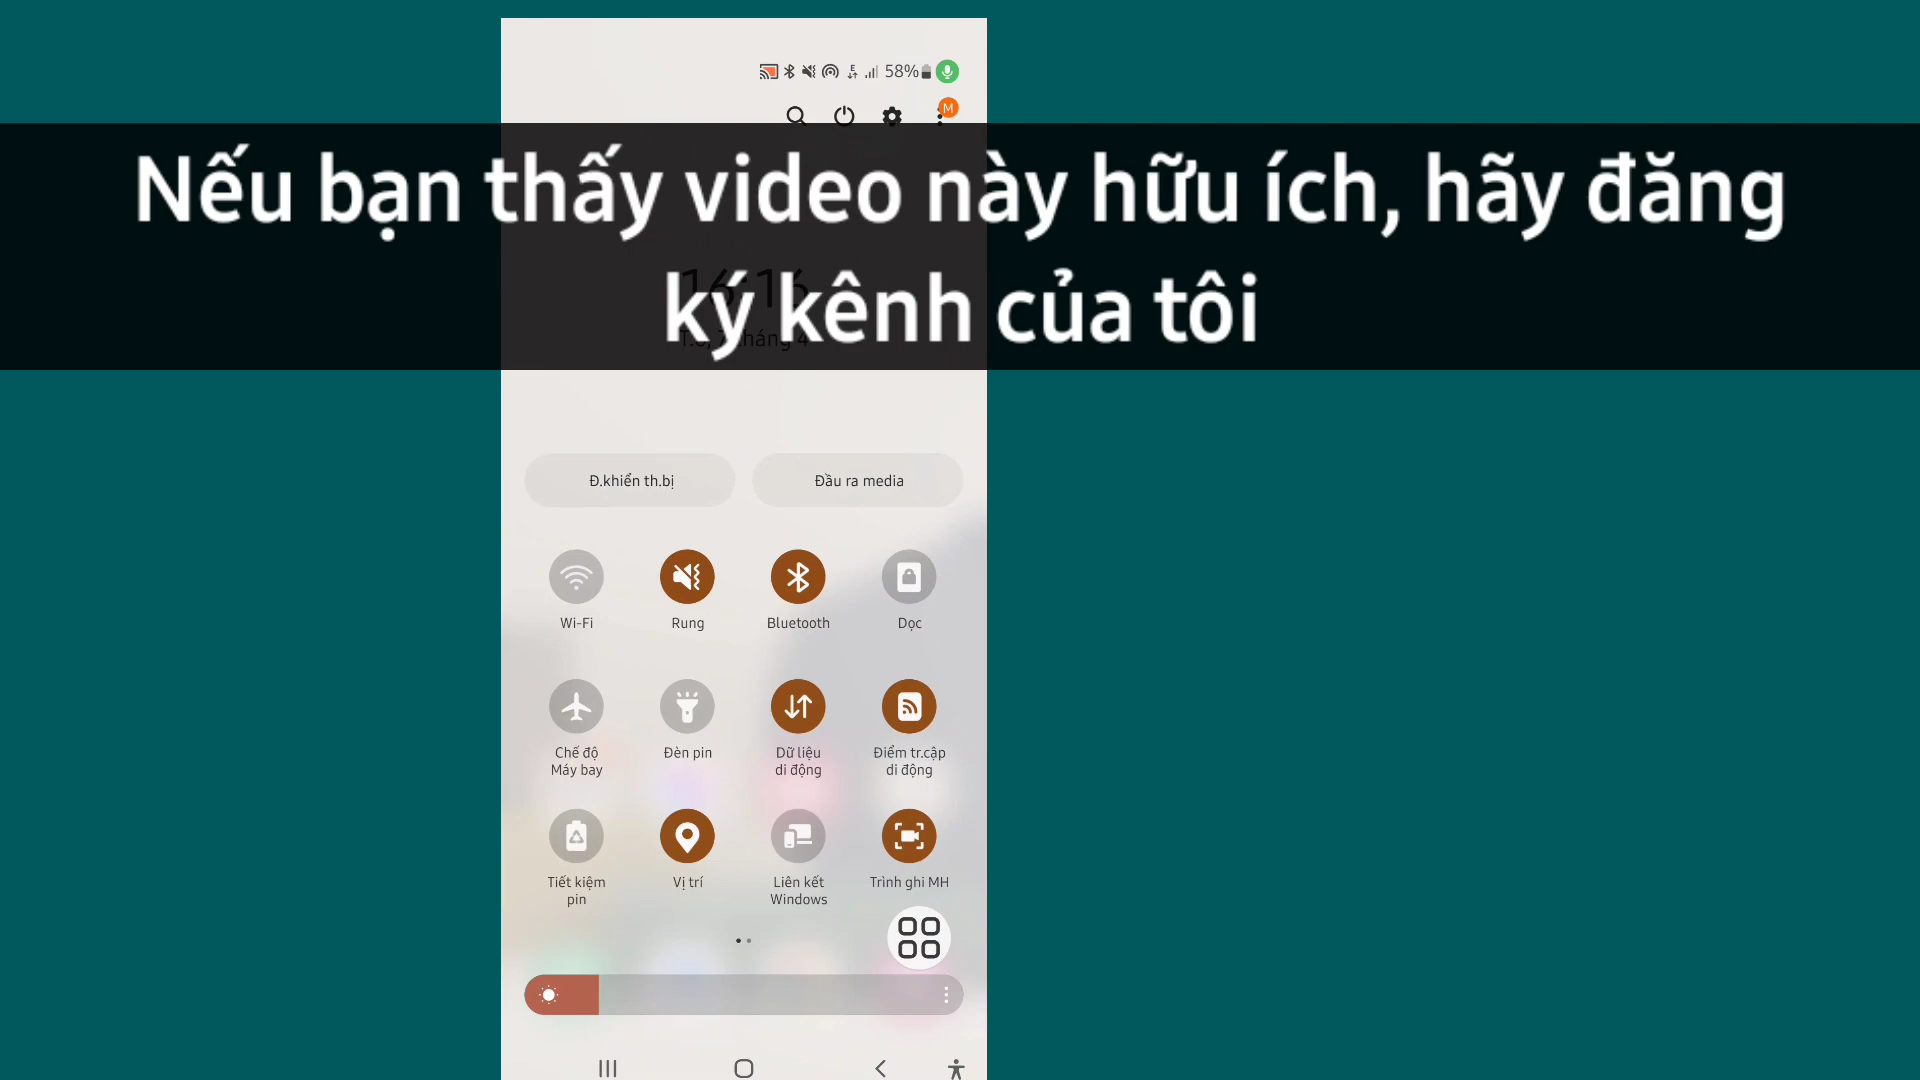 58%
M
Nếu bạn thấy video này hữu ích, hãy đăng
ký kênh của tôi
16:16
Đ.khiển th.bị
Đầu ra media
Wi-Fi
Rung
Bluetooth
Dọc
Chế độ
Máy bay
Đèn pin
Dữ liệu
di động
Điểm tr.cập
di động
Tiết kiệm
pin
Vị trí
Liên kết
Windows
Trình ghi MH